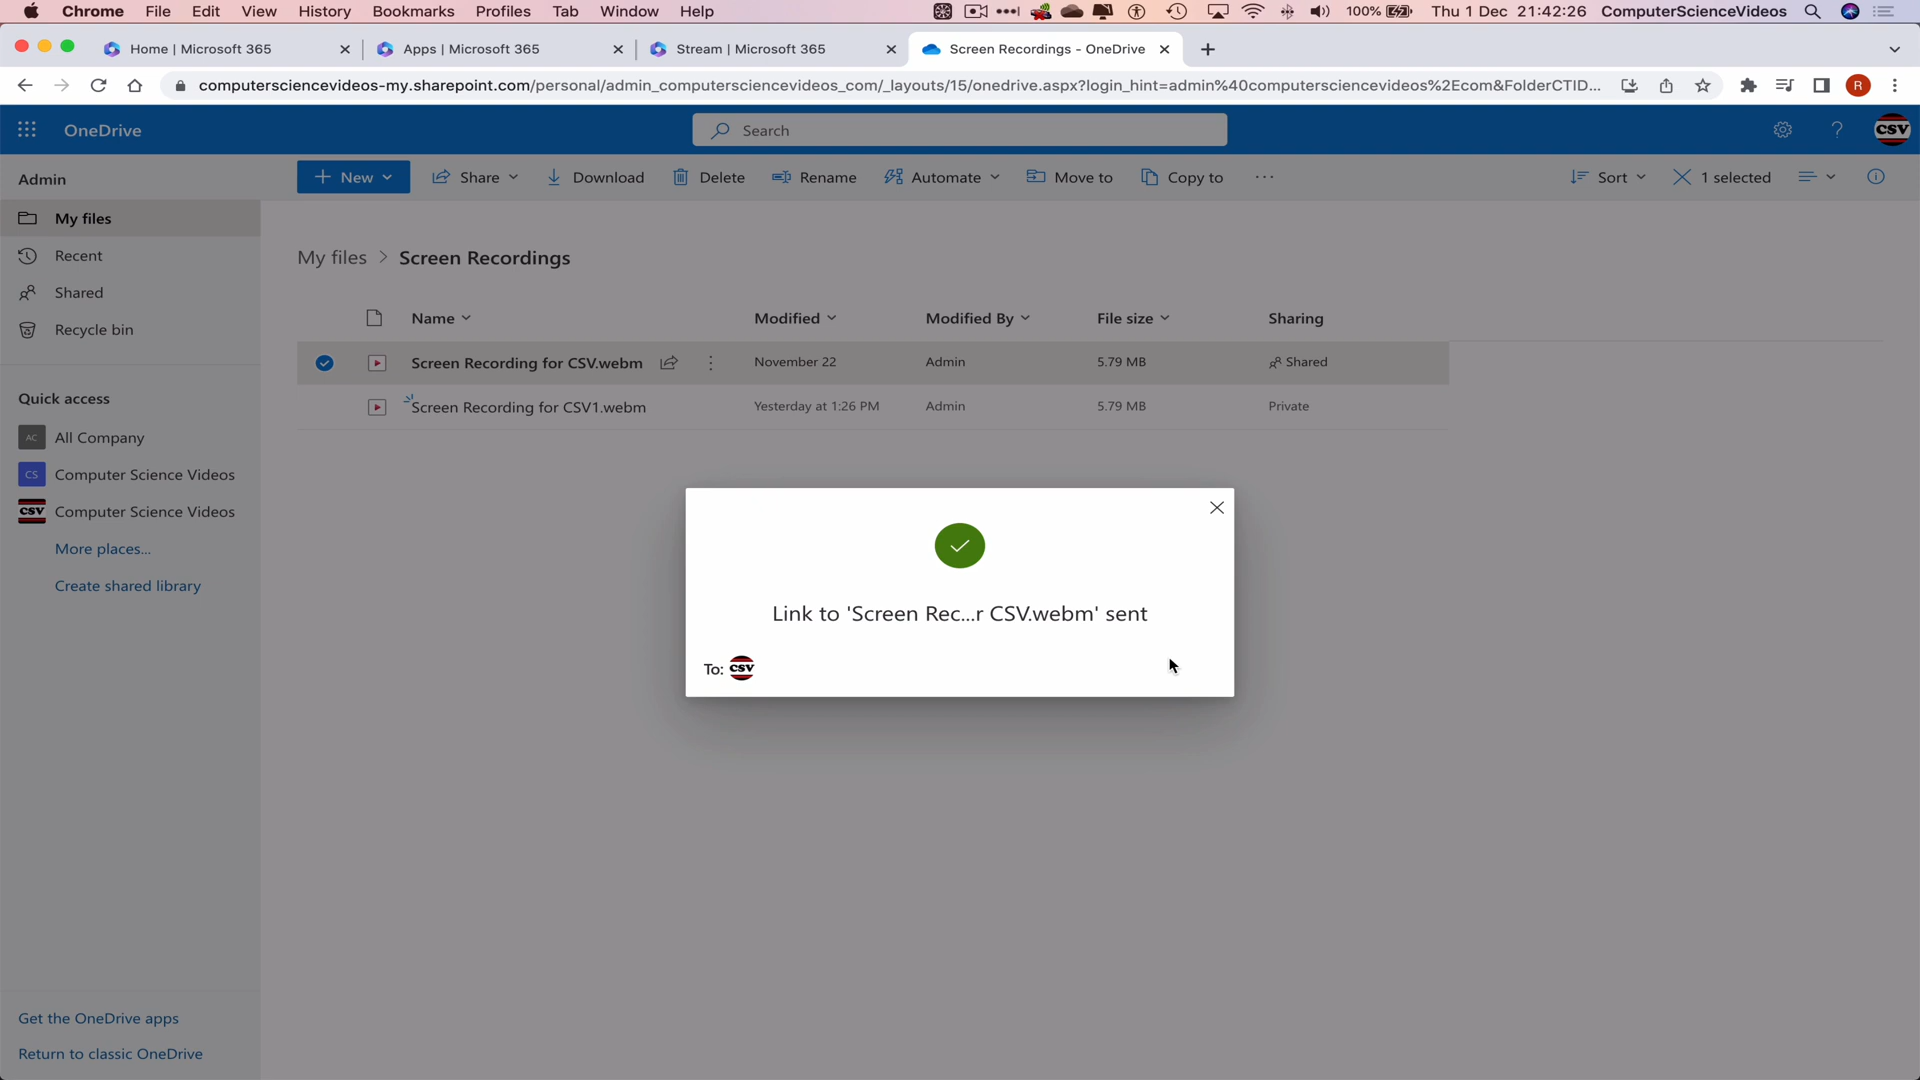 Chrome File Edit View History Bookmarks Profiles Tab Window Help 100% Thu 1 Dec 21:42:26 ComputerScienceVideos
Home | Microsoft 365 Apps | Microsoft 365 Stream | Microsoft 365 Screen Recordings - OneDrive
computersciencevideos-my.sharepoint.com/personal/admin_computersciencevideos_com/_layouts/15/onedrive.aspx?login_hint=admin%40computersciencevideos%2Ecom&FolderCTID... R
OneDrive Search ? CSV
Admin + New Share Download Delete Rename Automate Move to Copy to ... Sort 1 selected
My files
Recent
Shared
Recycle bin
Quick access
AC All Company
CS Computer Science Videos
CSV Computer Science Videos
More places...
Create shared library
Get the OneDrive apps
Return to classic OneDrive
My files > Screen Recordings
Name Modified Modified By File size Sharing
Screen Recording for CSV.webm November 22 Admin 5.79 MB Shared
Screen Recording for CSV1.webm Yesterday at 1:26 PM Admin 5.79 MB Private
Link to 'Screen Rec...r CSV.webm' sent
To: CSV